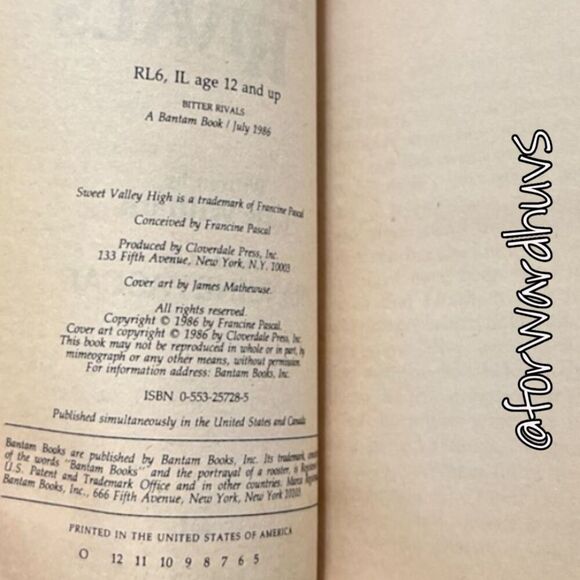 RL6, IL age 12 and up
BITTER RIVALS
A Bantam Book / July 1986
Sweet Valley High is a trademark of Francine Pascal
Conceived by Francine Pascal
Produced by Cloverdale Press, Inc.
133 Fifth Avenue, New York, N.Y. 10003
Cover art by James Mathewuse.
All rights reserved.
Copyright © 1986 by Francine Pascal.
Cover art copyright © 1986 by Cloverdale Press, Inc.
This book may not be reproduced in whole or in part, by
mimeograph or any other means, without permission.
For information address: Bantam Books, Inc.
ISBN 0-553-25728-5
Published simultaneously in the United States and Canada
Bantam Books are published by Bantam Books, Inc. Its trademark,
of the words "Bantam Books" and the portrayal of a rooster, is Registered
U.S. Patent and Trademark Office and in other countries. Marca
Bantam Books, Inc., 666 Fifth Avenue, New York 10103
PRINTED IN THE UNITED STATES OF AMERICA
O 12 11 10 9 8 7 6 5
@forwardhuvs